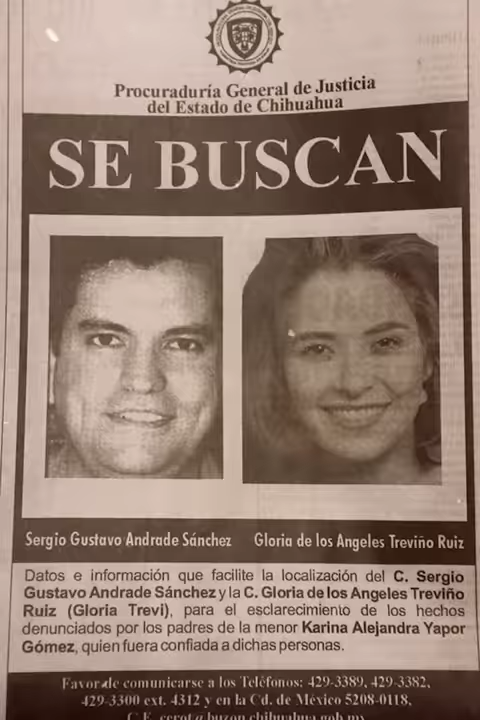 Procuraduría General de Justicia
del Estado de Chihuahua
SE BUSCAN
Sergio Gustavo Andrade Sánchez
Gloria de los Angeles Treviño Ruiz
Datos e información que facilite la localización del C. Sergio
Gustavo Andrade Sánchez y la C. Gloria de los Angeles Treviño
Ruiz (Gloria Trevi), para el esclarecimiento de los hechos
denunciados por los padres de la menor Karina Alejandra Yapor
Gómez, quien fuera confiada a dichas personas.
Favor de comunicarse a los Teléfonos: 429-3389, 429-3382,
429-3300 ext. 4312 y en la Cd. de México 5208-0118,